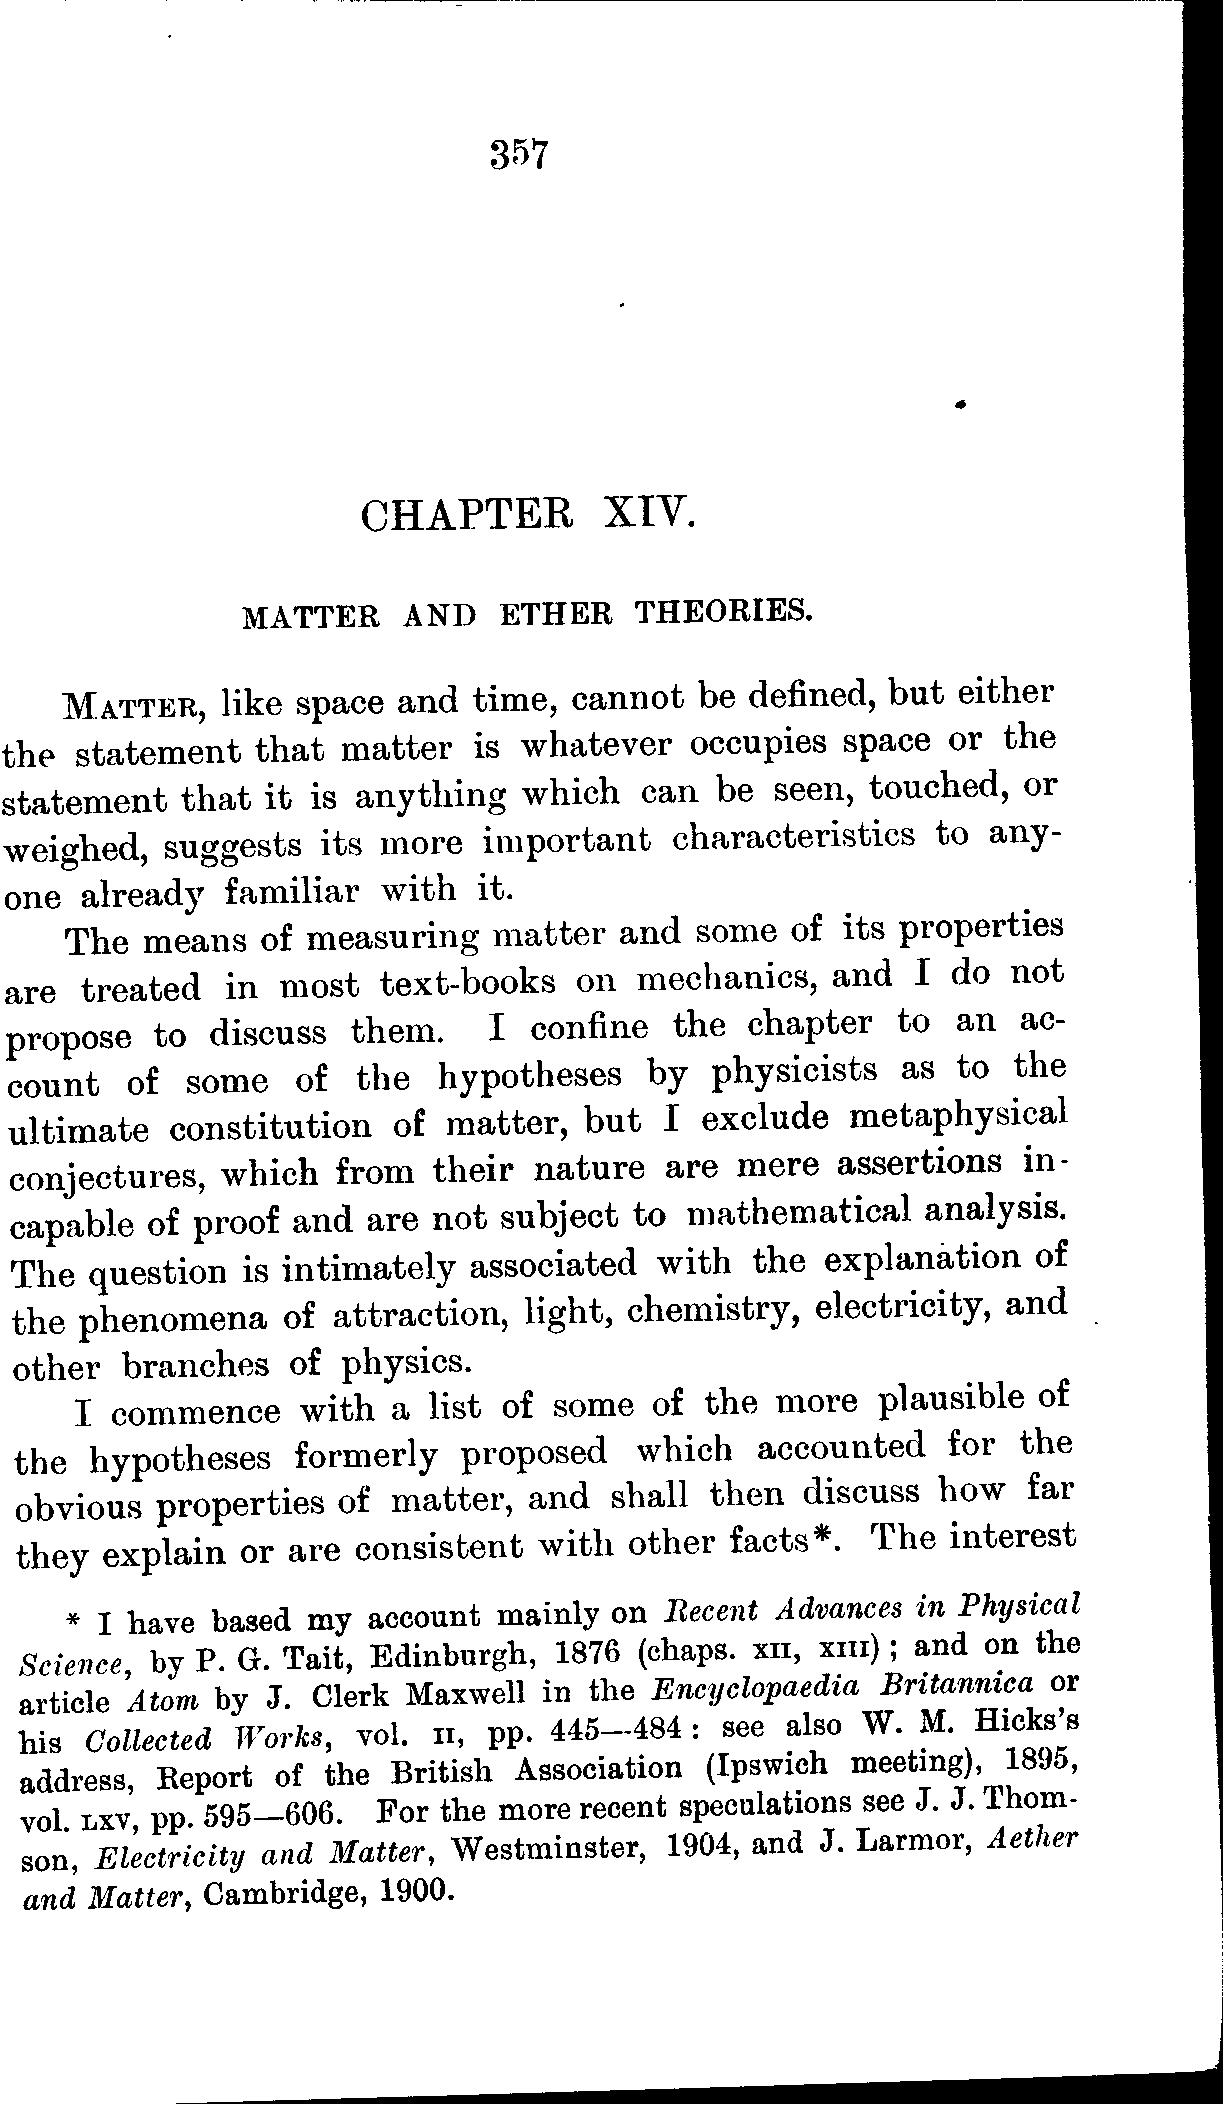 357
CHAPTER XIV.
MATTER AND ETHER THEORIES.
MATTER, like space and time, cannot be defined, but either
the statement that matter is whatever occupies space or the
statement that it is anything which can be seen, touched, or
weighed, suggests its more important characteristics to any-
one already familiar with it.
The means of measuring matter and some of its properties
are treated in most text-books on mechanics, and I do not
propose to discuss them. I confine the chapter to an ac-
count of some of the hypotheses by physicists as to the
ultimate constitution of matter, but I exclude metaphysical
conjectures, which from their nature are mere assertions in-
capable of proof and are not subject to mathematical analysis.
The question is intimately associated with the explanation of
the phenomena of attraction, light, chemistry, electricity, and
other branches of physics.
I commence with a list of some of the more plausible of
the hypotheses formerly proposed which accounted for the
obvious properties of matter, and shall then discuss how far
they explain or are consistent with other facts*. The interest
* I have based my account mainly on Recent Advances in Physical
Science, by P. G. Tait, Edinburgh, 1876 (chaps. XII, XIII); and on the
article Atom by J. Clerk Maxwell in the Encyclopaedia Britannica or
his Collected Works, vol. II, pp. 445—484: see also W. M. Hicks's
address, Report of the British Association (Ipswich meeting), 1895,
vol. LXV, pp. 595—606. For the more recent speculations see J. J. Thom-
son, Electricity and Matter, Westminster, 1904, and J. Larmor, Aether
and Matter, Cambridge, 1900.